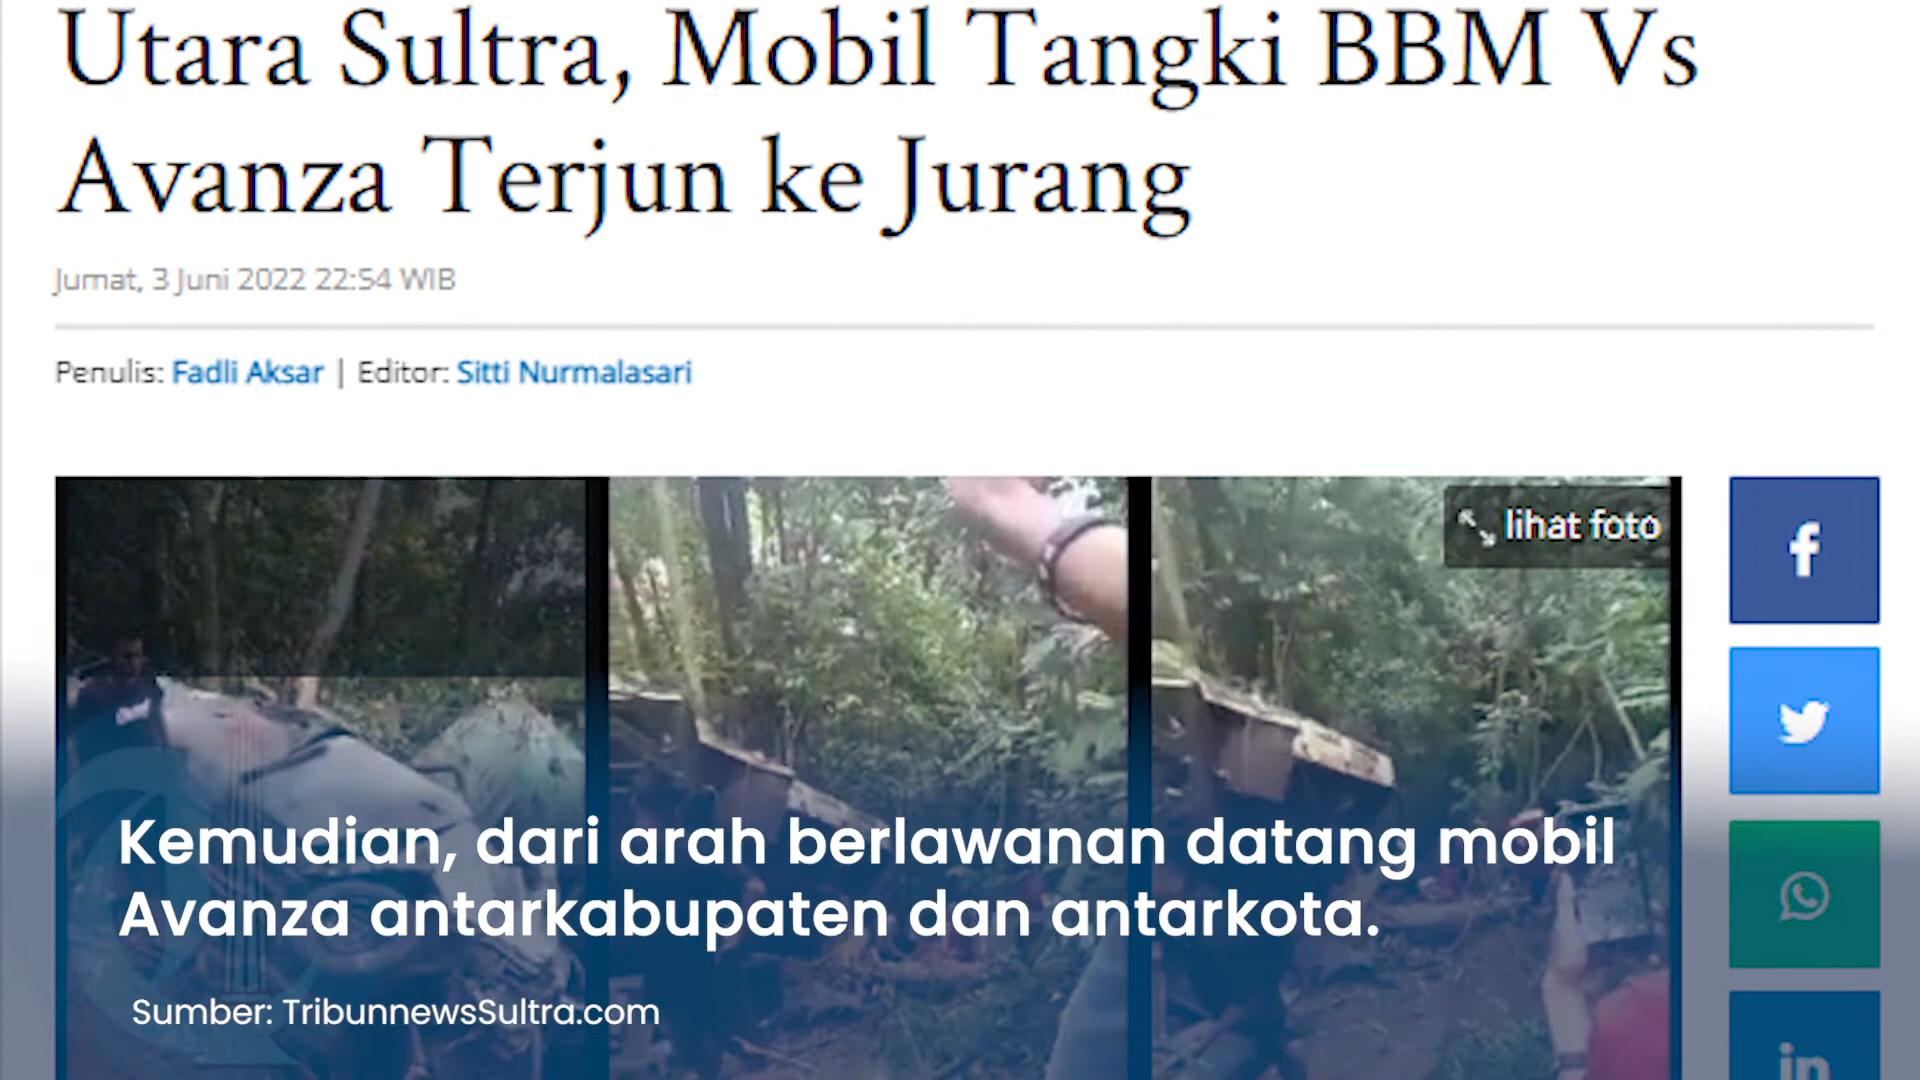 Utara Sultra, Mobil Tangki BBM Vs
Avanza Terjun ke Jurang
Jumat, 3 Juni 2022 22:54 WIB
Penulis: Fadli Aksar | Editor: Sitti Nurmalasari
lihat foto
Kemudian, dari arah berlawanan datang mobil
Avanza antarkabupaten dan antarkota.
Sumber: TribunnewsSultra.com